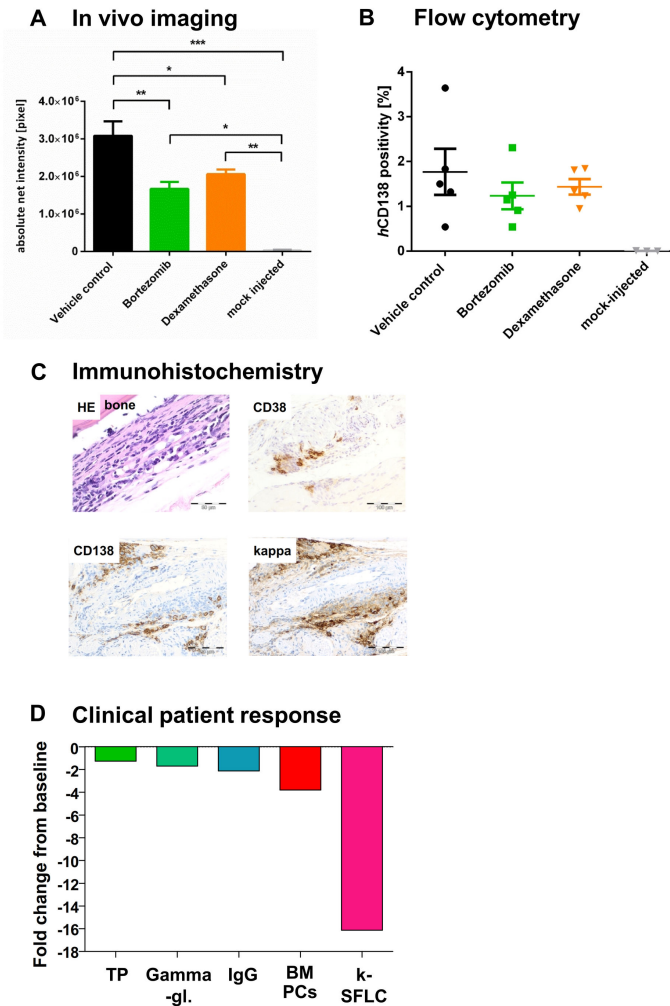 A In vivo imaging
***
*
**
*
**
absolute net intensity [pixel]
4.0×10⁶
3.0×10⁶
2.0×10⁶
1.0×10⁶
0
Vehicle control
Bortezomib
Dexamethasone
mock injected
B Flow cytometry
hCD138 positivity [%]
4
3
2
1
0
Vehicle control
Bortezomib
Dexamethasone
mock-injected
C Immunohistochemistry
HE bone
CD38
100 µm
CD138
kappa
D Clinical patient response
Fold change from baseline
0
-2
-4
-6
-8
-10
-12
-14
-16
-18
TP
Gamma
-gl.
IgG
BM
PCs
k-
SFLC